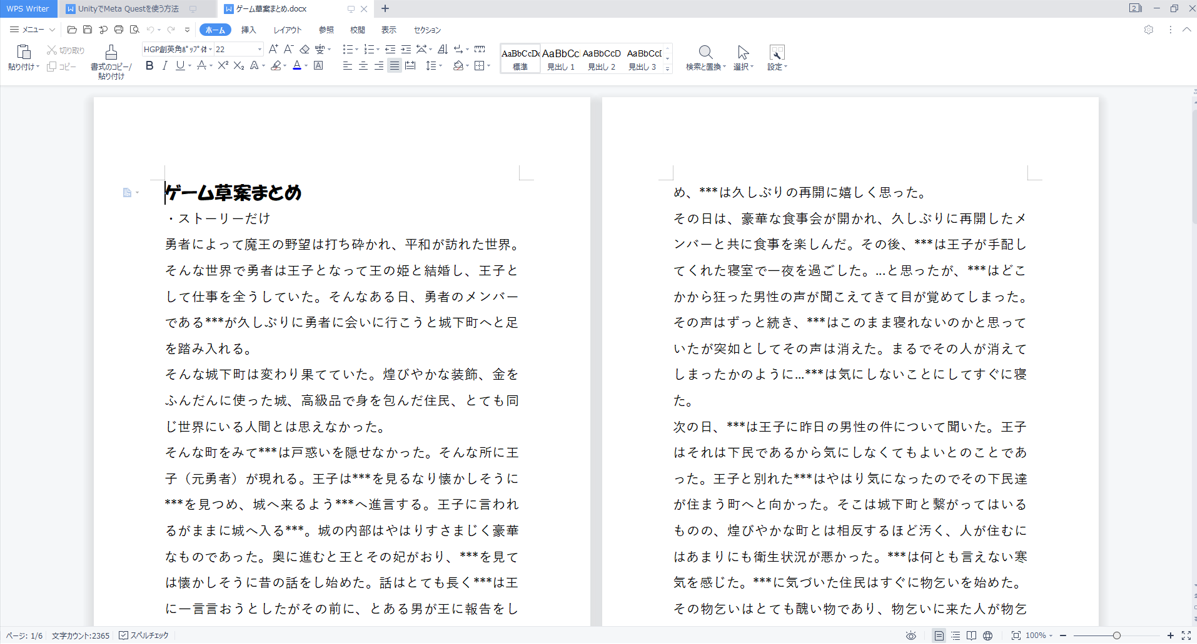 WPS Writer
UnityでMeta Questを使う方法
ゲーム草案まとめ.docx
メニュー
ホーム
挿入
レイアウト
参照
校閲
表示
セクション
貼り付け
切り取り
コピー
書式のコピー/
貼り付け
HGP創英角ﾎﾟｯﾌﾟ体
22
AaBbCcDc
標準
AaBbCc
見出し 1
AaBbCcD
見出し 2
AaBbCcD
見出し 3
検索と置換
選択
設定
ゲーム草案まとめ
・ストーリーだけ
勇者によって魔王の野望は打ち砕かれ、平和が訪れた世界。
そんな世界で勇者は王子となって王の姫と結婚し、王子と
して仕事を全うしていた。そんなある日、勇者のメンバー
である***が久しぶりに勇者に会いに行こうと城下町へと足
を踏み入れる。
そんな城下町は変わり果てていた。煌びやかな装飾、金を
ふんだんに使った城、高級品で身を包んだ住民、とても同
じ世界にいる人間とは思えなかった。
そんな町をみて***は戸惑いを隠せなかった。そんな所に王
子（元勇者）が現れる。王子は***を見るなり懐かしそうに
***を見つめ、城へ来るよう***へ進言する。王子に言われ
るがままに城へ入る***。城の内部はやはりすさまじく豪華
なものであった。奥に進むと王とその妃がおり、***を見て
は懐かしそうに昔の話をし始めた。話はとても長く***は王
に一言言おうとしたがその前に、とある男が王に報告をし
め、***は久しぶりの再開に嬉しく思った。
その日は、豪華な食事会が開かれ、久しぶりに再開したメ
ンバーと共に食事を楽しんだ。その後、***は王子が手配し
てくれた寝室で一夜を過ごした。…と思ったが、***はどこ
かから狂った男性の声が聞こえてきて目が覚めてしまった。
その声はずっと続き、***はこのまま寝れないのかと思って
いたが突如としてその声は消えた。まるでその人が消えて
しまったかのように…***は気にしないことにしてすぐに寝
た。
次の日、***は王子に昨日の男性の件について聞いた。王子
はそれは下民であるから気にしなくてもよいとのことであ
った。王子と別れた***はやはり気になったのでその下民達
が住まう町へと向かった。そこは城下町と繋がってはいる
ものの、煌びやかな町とは相反するほど汚く、人が住むに
はあまりにも衛生状況が悪かった。***は何とも言えない寒
気を感じた。***に気づいた住民はすぐに物乞いを始めた。
その物乞いはとても醜い物であり、物乞いに来た人が物乞
ページ: 1/6
文字カウント:2365
スペルチェック
100%